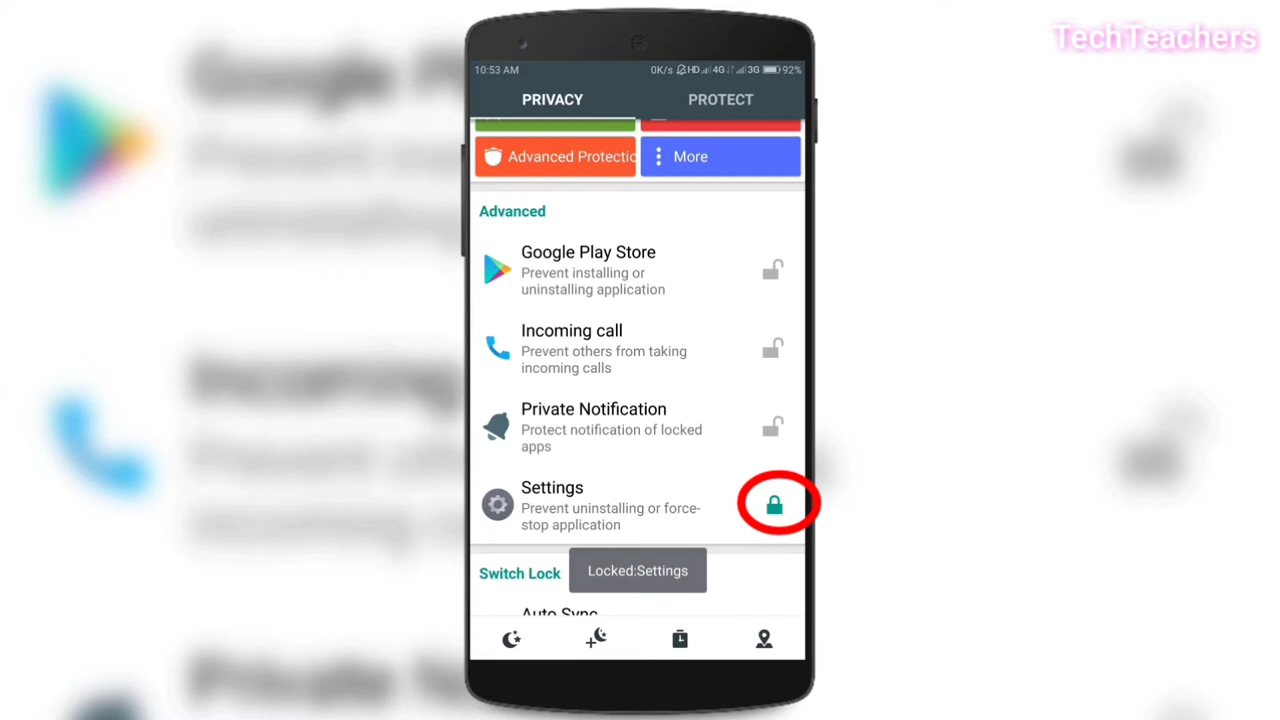 TechTeachers
10:53 AM
0K/s HD 4G 3G 92%
PRIVACY
PROTECT
Advanced Protectic
More
Advanced
Google Play Store
Prevent installing or
uninstalling application
Incoming call
Prevent others from taking
incoming calls
Private Notification
Protect notification of locked
apps
Settings
Prevent uninstalling or force-
stop application
Switch Lock
Locked:Settings
Auto Sync